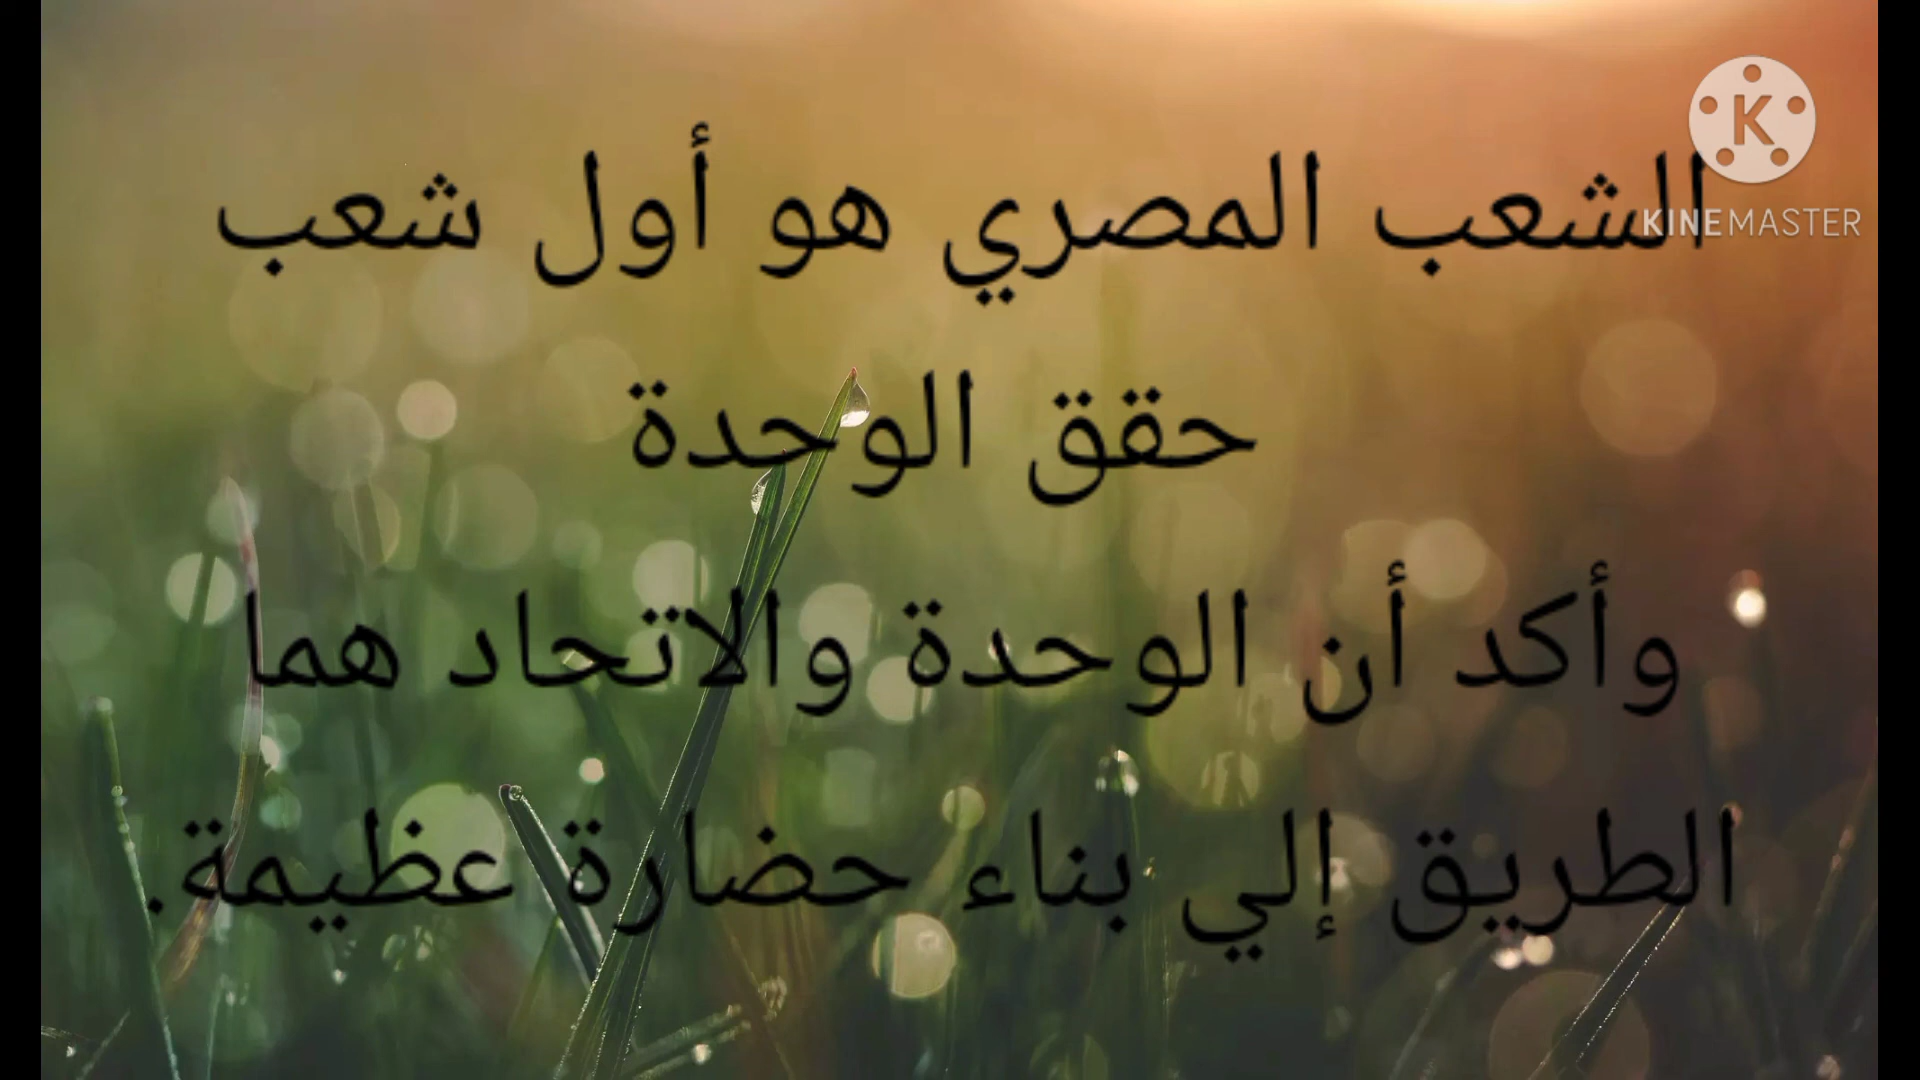 الشعب المصري هو أول شعب
حقق الوحدة
وأكد أن الوحدة والاتحاد هما
الطريق إلي بناء حضارة عظيمة.
K
KINEMASTER